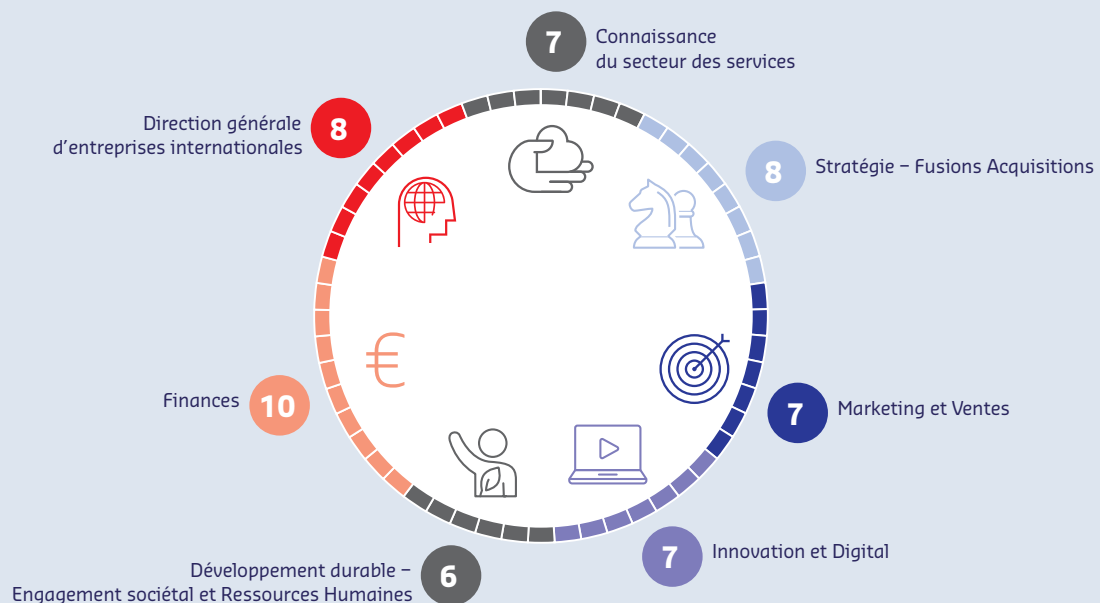 7
Connaissance
du secteur des services
8
Direction générale
d'entreprises internationales
8
Stratégie – Fusions Acquisitions
€
Finances
10
7
Marketing et Ventes
7
Innovation et Digital
Développement durable –
Engagement sociétal et Ressources Humaines
6